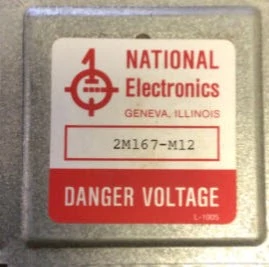 NATIONAL
Electronics
GENEVA, ILLINOIS
2M167-M12
DANGER VOLTAGE
L-1005